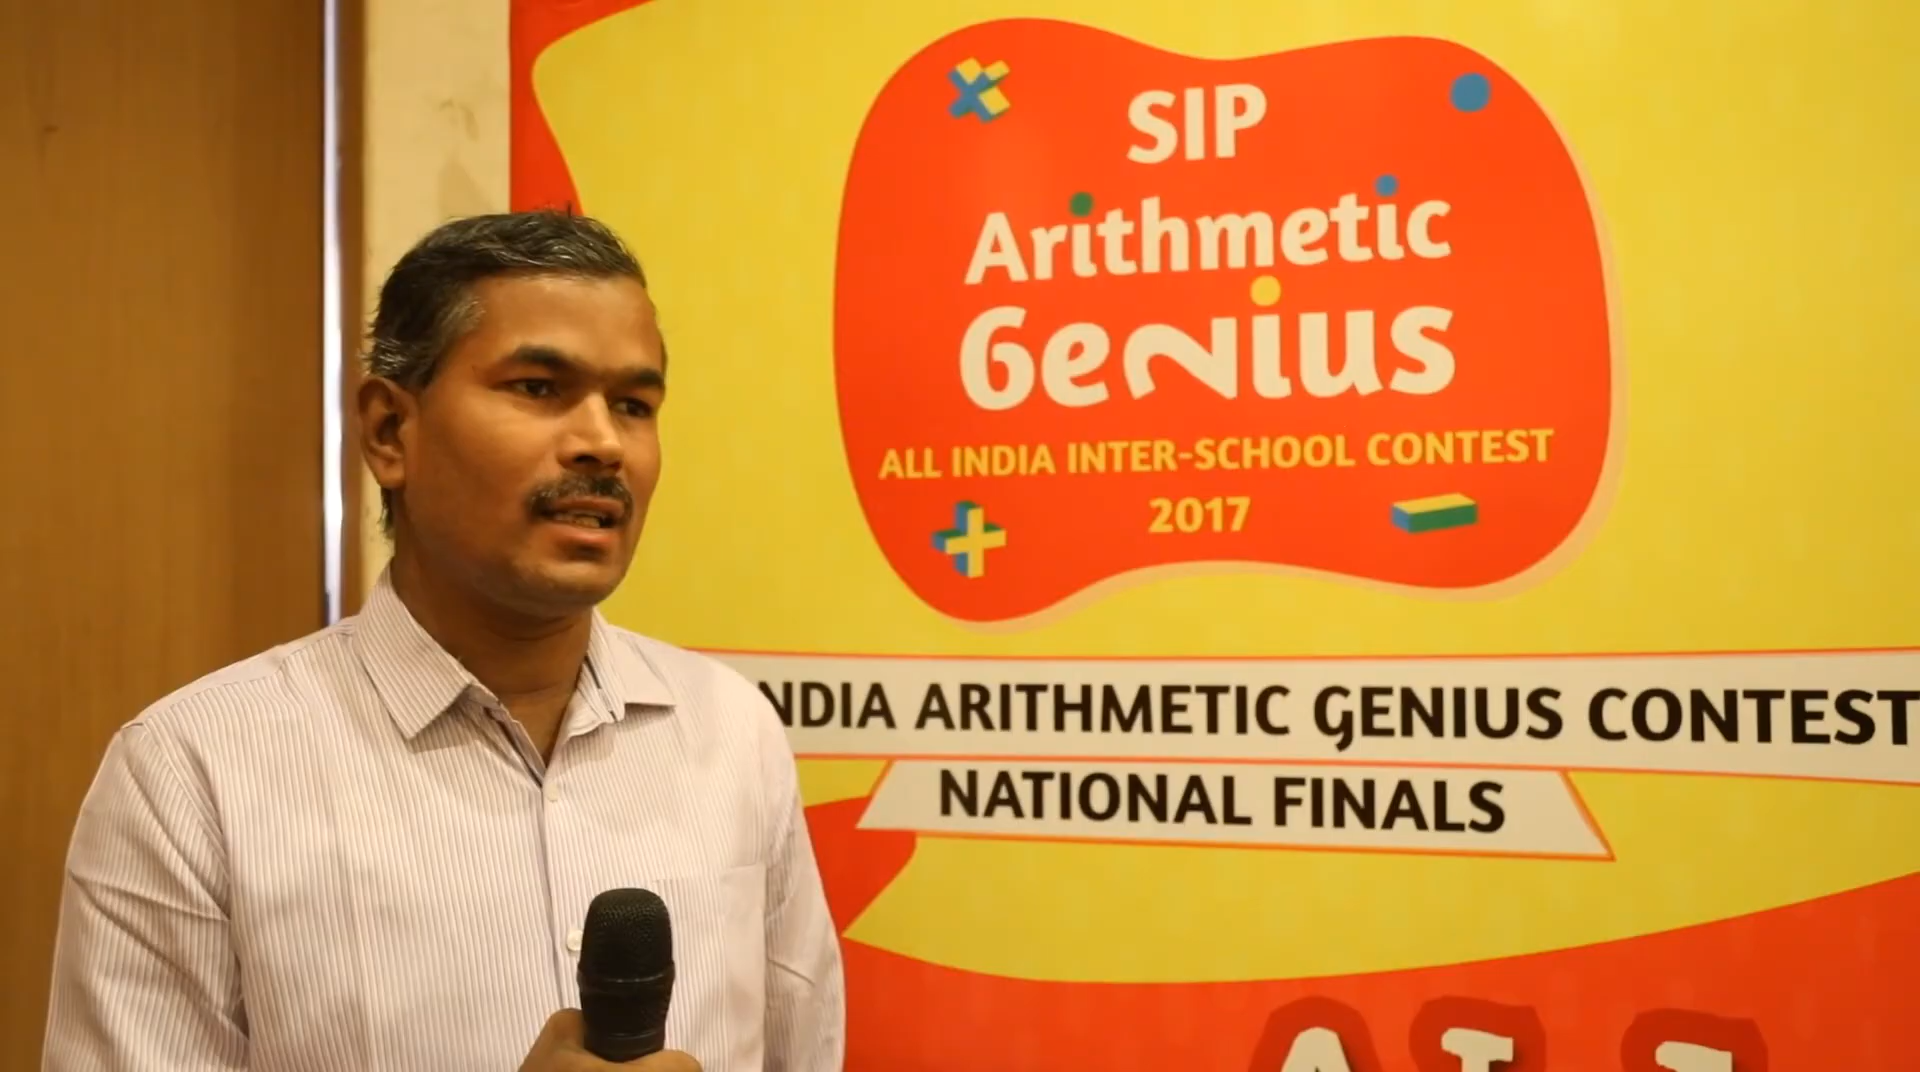 SIP
Arithmetic
Genius
ALL INDIA INTER-SCHOOL CONTEST
2017
NDIA ARITHMETIC GENIUS CONTEST
NATIONAL FINALS